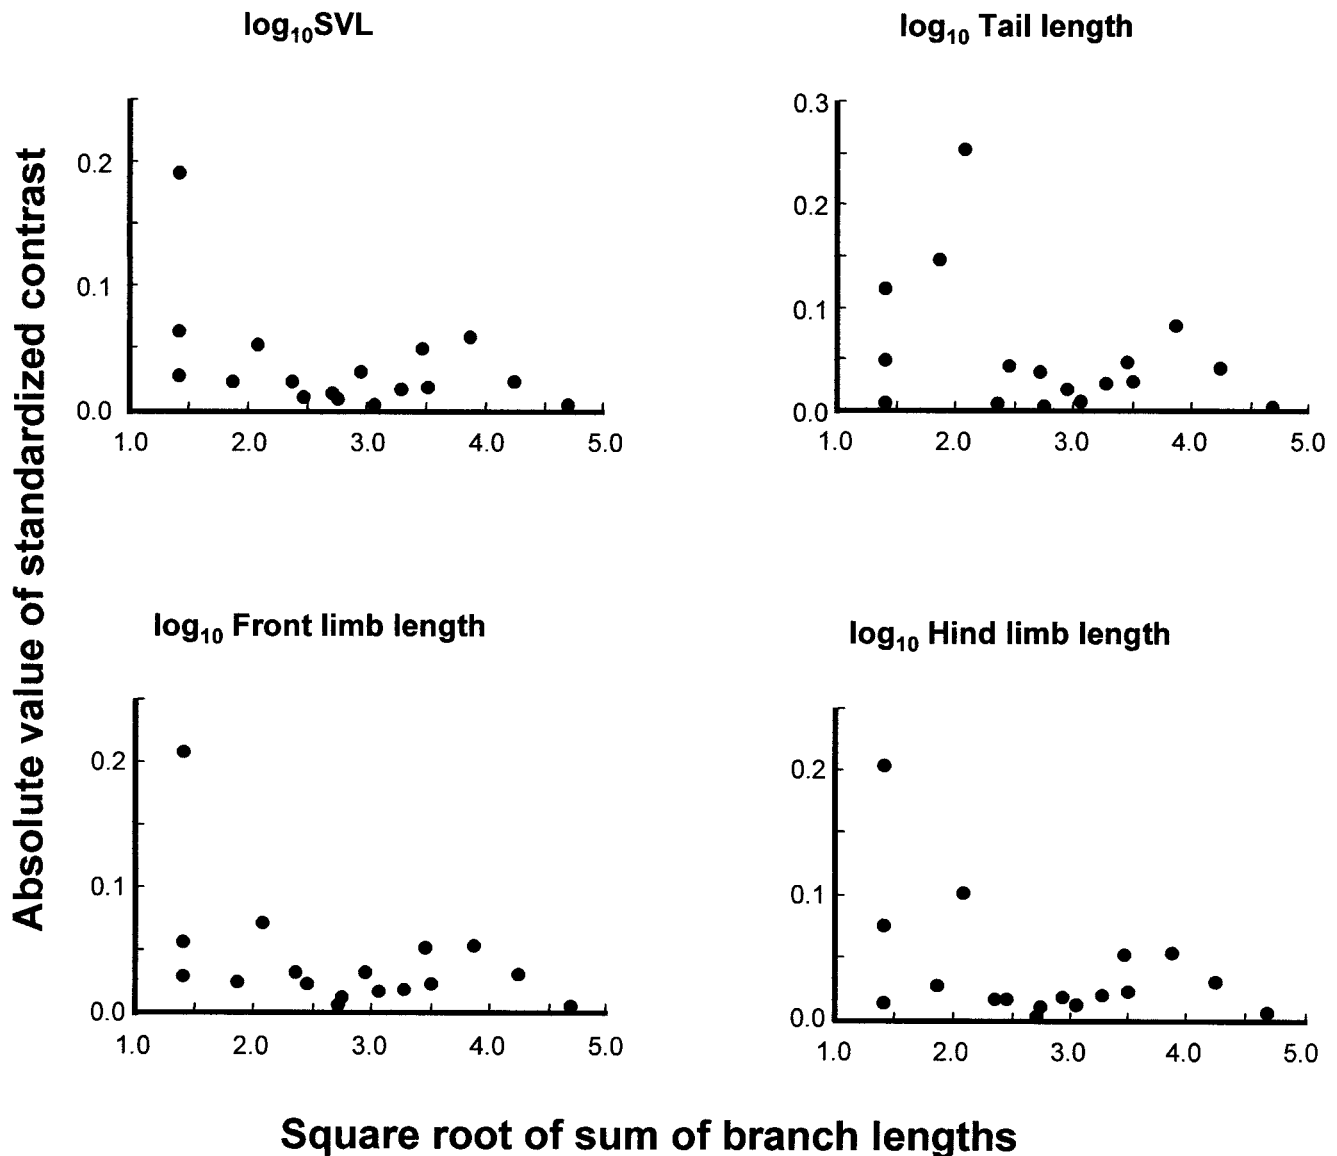 log₁₀SVL
log₁₀ Tail length
Absolute value of standardized contrast
0.2
0.1
0.0
1.0 2.0 3.0 4.0 5.0
0.3
0.2
0.1
0.0
1.0 2.0 3.0 4.0 5.0
log₁₀ Front limb length
log₁₀ Hind limb length
0.2
0.1
0.0
1.0 2.0 3.0 4.0 5.0
0.2
0.1
0.0
1.0 2.0 3.0 4.0 5.0
Square root of sum of branch lengths